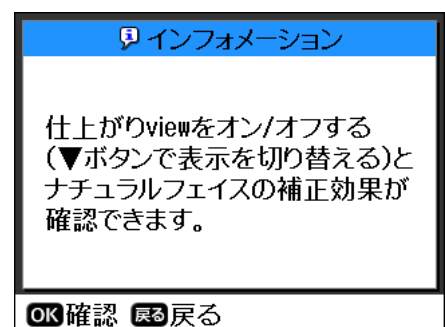 インフォメーション
仕上がりviewをオン/オフする
(▼ボタンで表示を切り替える)と
ナチュラルフェイスの補正効果が
確認できます。
OK確認 戻る戻る